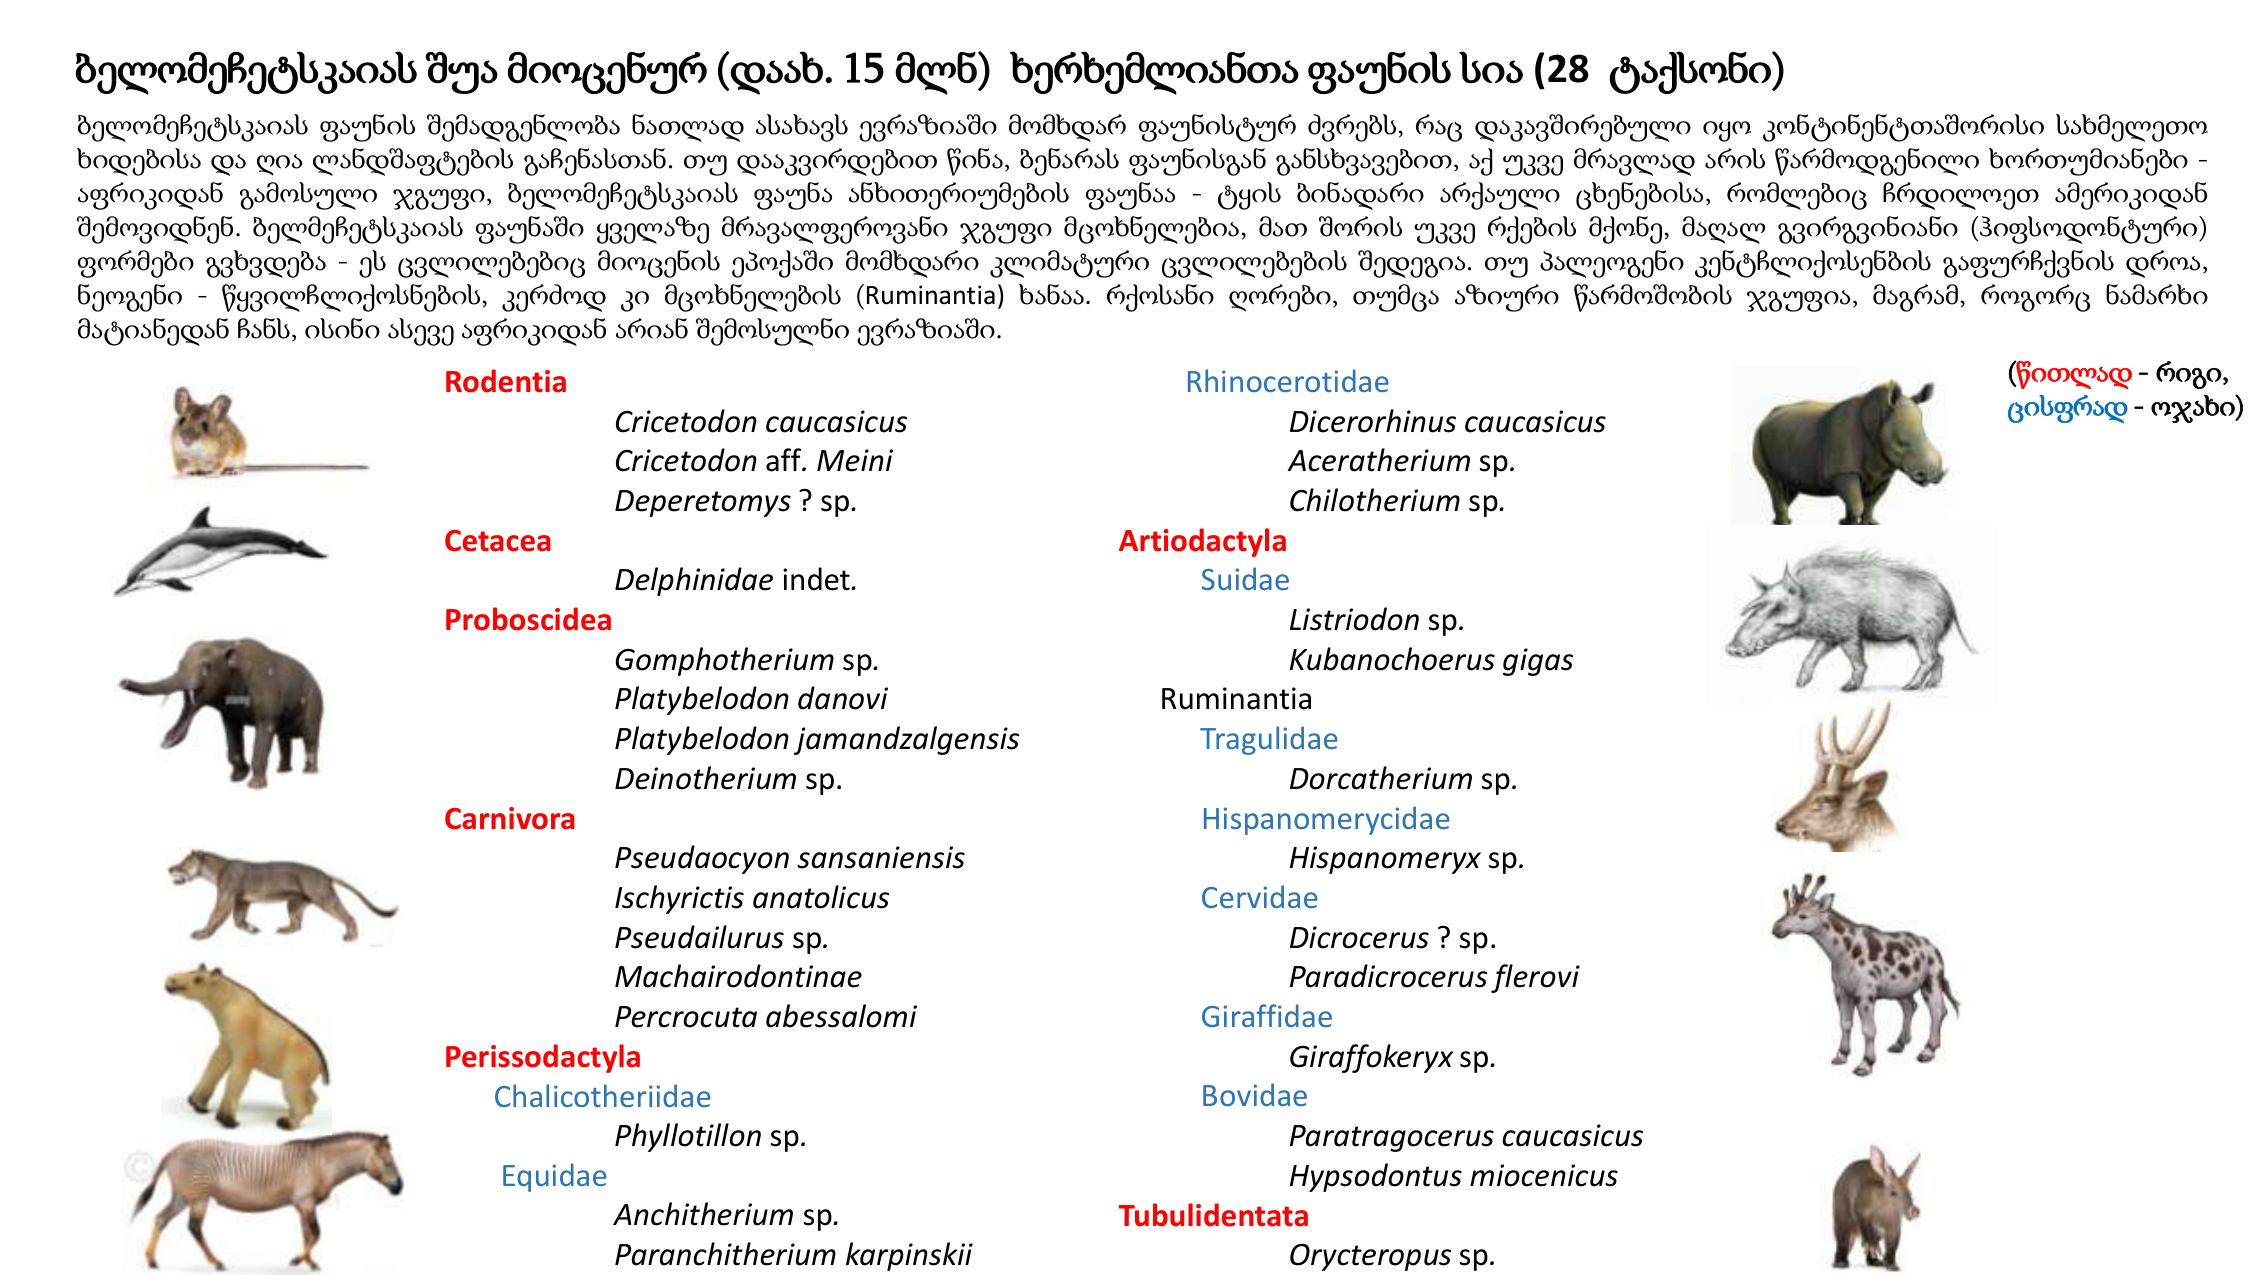 ბელომეჩეტსკაიას შუა მიოცენურ (დაახ. 15 მლნ) ხერხემლიანთა ფაუნის სია (28 ტაქსონი)
ბელომეჩეტსკაიას ფაუნის შემადგენლობა ნათლად ასახავს ევრაზიაში მომხდარ ფაუნისტურ ძვრებს, რაც დაკავშირებული იყო კონტინენტთაშორისი სახმელეთო
ხიდებისა და ღია ლანდშაფტების გაჩენასთან. თუ დააკვირდებით წინა, ბენარას ფაუნისგან განსხვავებით, აქ უკვე მრავლად არის წარმოდგენილი ხორთუმიანები -
აფრიკიდან გამოსული ჯგუფი, ბელომეჩეტსკაიას ფაუნა ანხითერიუმების ფაუნაა - ტყის ბინადარი არქაული ცხენებისა, რომლებიც ჩრდილოეთ ამერიკიდან
შემოვიდნენ. ბელმეჩეტსკაიას ფაუნაში ყველაზე მრავალფეროვანი ჯგუფი მცოხნელებია, მათ შორის უკვე რქების მქონე, მაღალ გვირგვინიანი (ჰიფსოდონტური)
ფორმები გვხვდება - ეს ცვლილებებიც მიოცენის ეპოქაში მომხდარი კლიმატური ცვლილებების შედეგია. თუ პალეოგენი კენტჩლიქოსენბის გაფურჩქვნის დროა,
ნეოგენი - წყვილჩლიქოსნების, კერძოდ კი მცოხნელების (Ruminantia) ხანაა. რქოსანი ღორები, თუმცა აზიური წარმოშობის ჯგუფია, მაგრამ, როგორც ნამარხი
მატიანედან ჩანს, ისინი ასევე აფრიკიდან არიან შემოსულნი ევრაზიაში.
(წითლად - რიგი,
ცისფრად - ოჯახი)
Rodentia
Cricetodon caucasicus
Cricetodon aff. Meini
Deperetomys ? sp.
Cetacea
Delphinidae indet.
Proboscidea
Gomphotherium sp.
Platybelodon danovi
Platybelodon jamandzalgensis
Deinotherium sp.
Carnivora
Pseudaocyon sansaniensis
Ischyrictis anatolicus
Pseudailurus sp.
Machairodontinae
Percrocuta abessalomi
Perissodactyla
Chalicotheriidae
Phyllotillon sp.
Equidae
Anchitherium sp.
Paranchitherium karpinskii
Rhinocerotidae
Dicerorhinus caucasicus
Aceratherium sp.
Chilotherium sp.
Artiodactyla
Suidae
Listriodon sp.
Kubanochoerus gigas
Ruminantia
Tragulidae
Dorcatherium sp.
Hispanomerycidae
Hispanomeryx sp.
Cervidae
Dicrocerus ? sp.
Paradicrocerus flerovi
Giraffidae
Giraffokeryx sp.
Bovidae
Paratragocerus caucasicus
Hypsodontus miocenicus
Tubulidentata
Orycteropus sp.